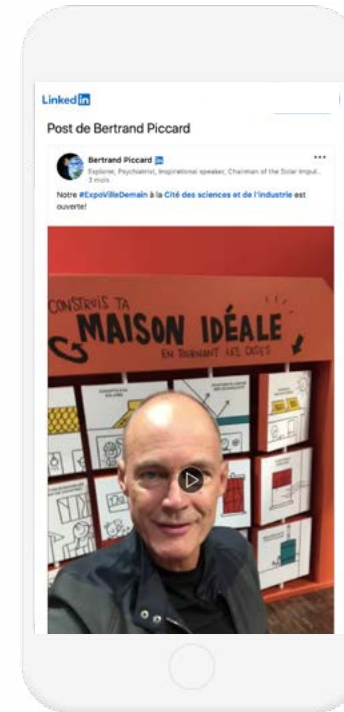 Linked in
Post de Bertrand Piccard
Bertrand Piccard in
Explorer, Psychiatrist, Inspirational speaker, Chairman of the Solar Impul...
3 mois
Notre #ExpoVilleDemain à la Cité des sciences et de l'industrie est
ouverte!
CONSTRUIS TA
MAISON IDÉALE
EN TOURNANT LES CASES